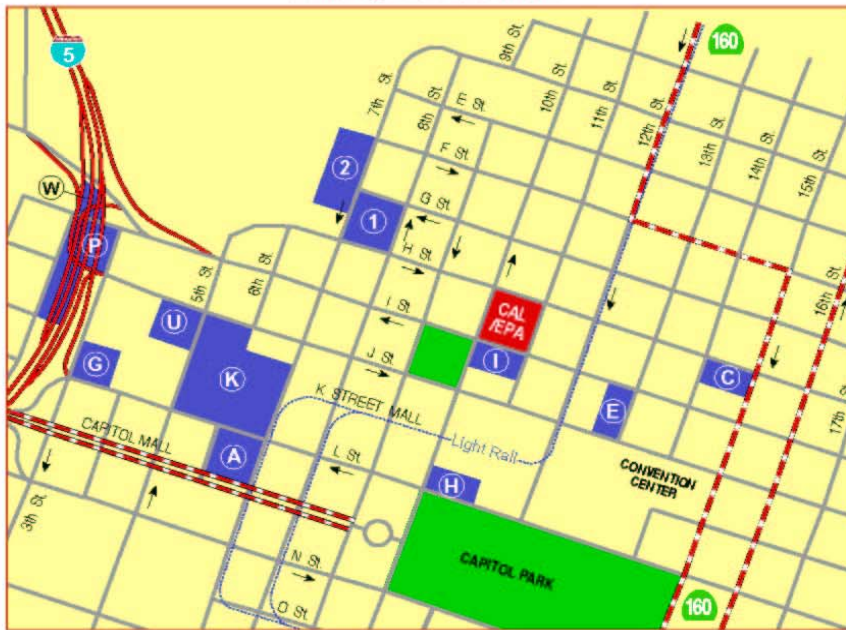 160
5
9th St.
7th St.
8th St.
E St.
10th St.
11th St.
12th St.
13th St.
14th St.
15th St.
F St.
2
W
1
G St.
P
H St.
5th St.
6th St.
16th St.
I St.
CAL
/EPA
U
J St.
I
G
K
C
K STREET MALL
E
17th
CAPITOL MALL
A
L St.
Light Rail
CONVENTION
CENTER
H
3th St.
N St.
CAPITOL PARK
O St.
160